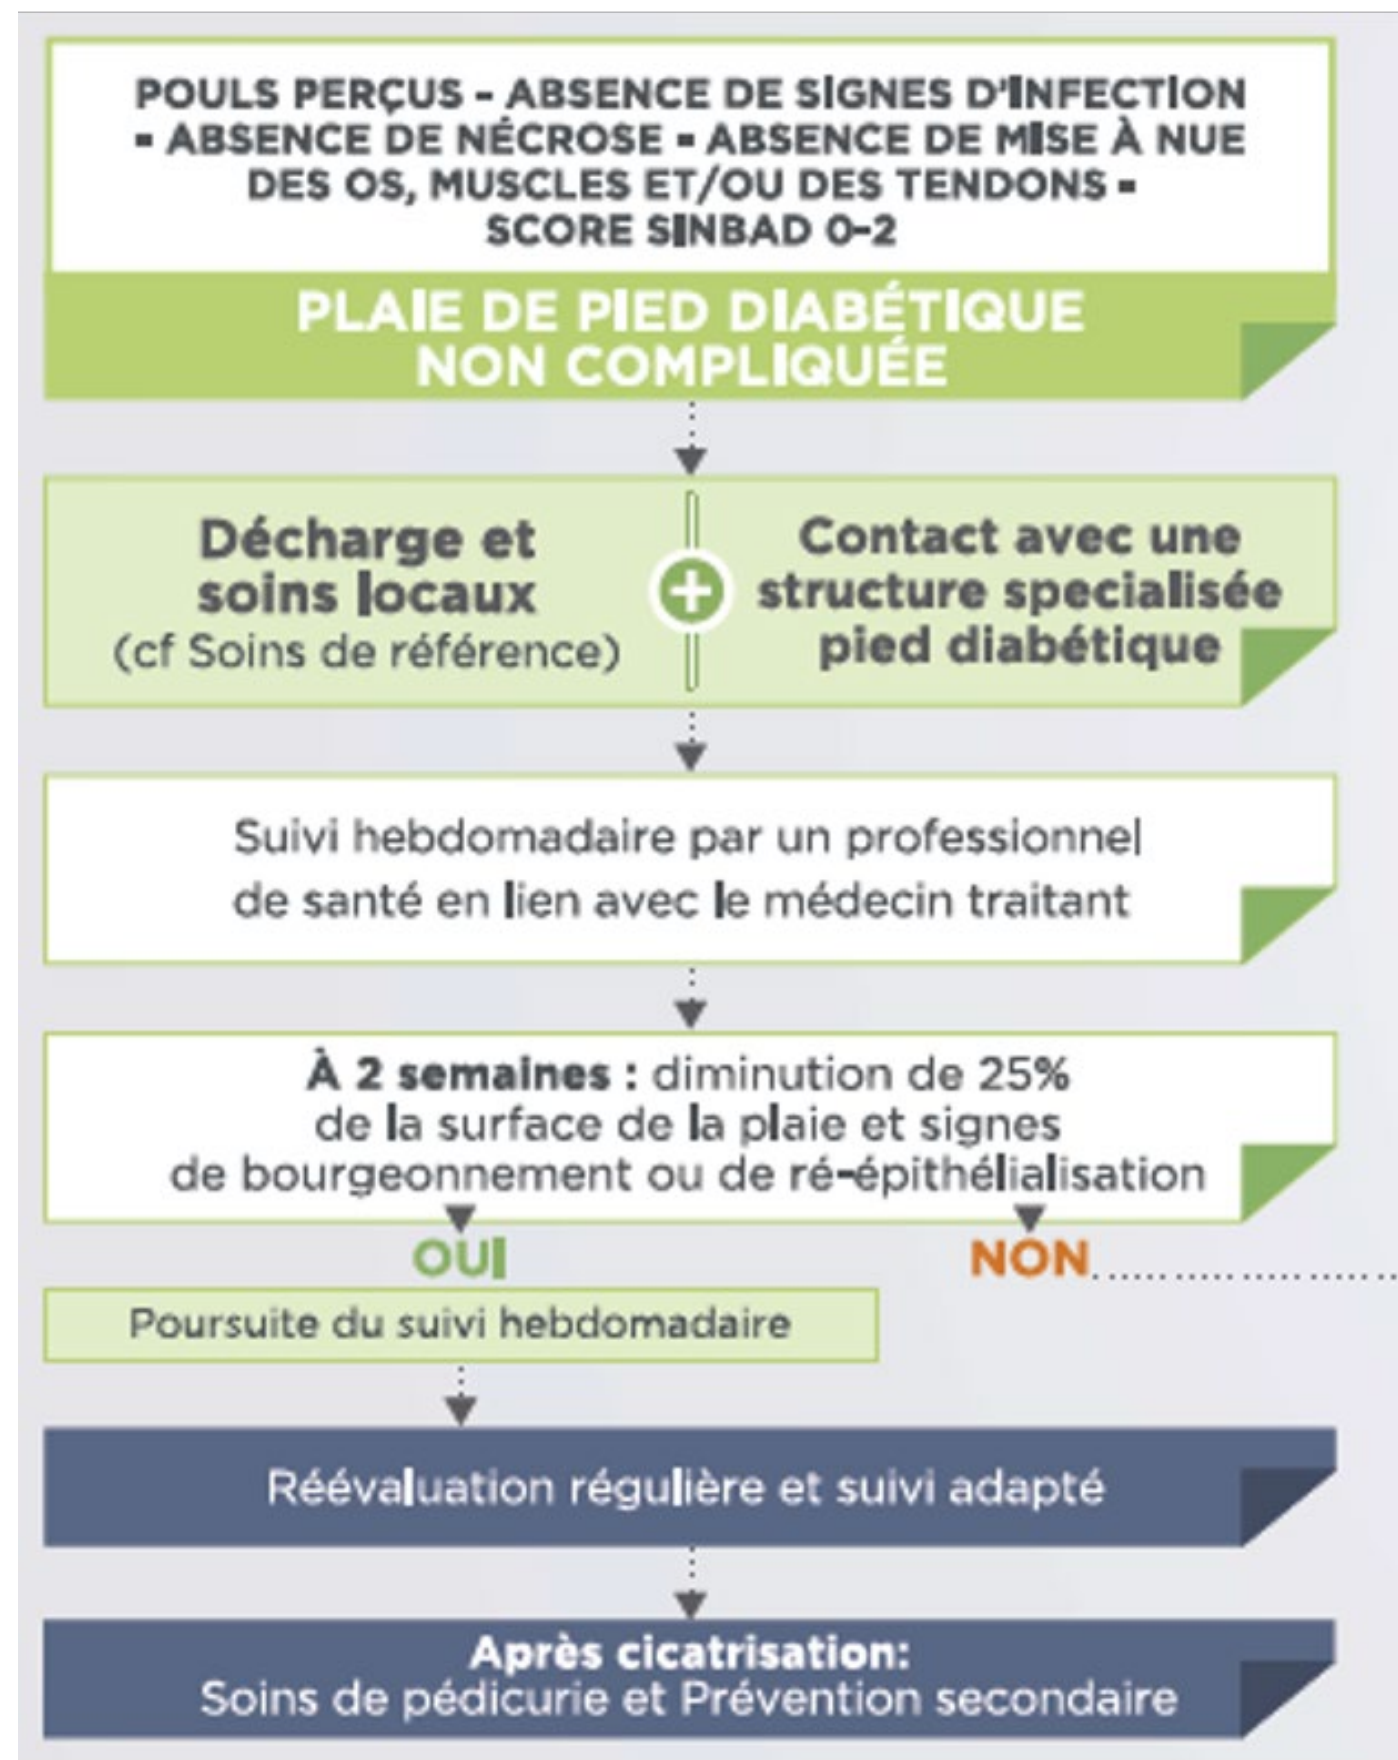 POULS PERÇUS - ABSENCE DE SIGNES D'INFECTION
- ABSENCE DE NÉCROSE - ABSENCE DE MISE À NUE
DES OS, MUSCLES ET/OU DES TENDONS -
SCORE SINBAD 0-2
PLAIE DE PIED DIABÉTIQUE
NON COMPLIQUÉE
Décharge et
soins locaux
(cf Soins de référence)
+
Contact avec une
structure specialisée
pied diabétique
Suivi hebdomadaire par un professionnel
de santé en lien avec le médecin traitant
À 2 semaines : diminution de 25%
de la surface de la plaie et signes
de bourgeonnement ou de ré-épithélialisation
OUI
NON
Poursuite du suivi hebdomadaire
Réévaluation régulière et suivi adapté
Après cicatrisation:
Soins de pédicurie et Prévention secondaire